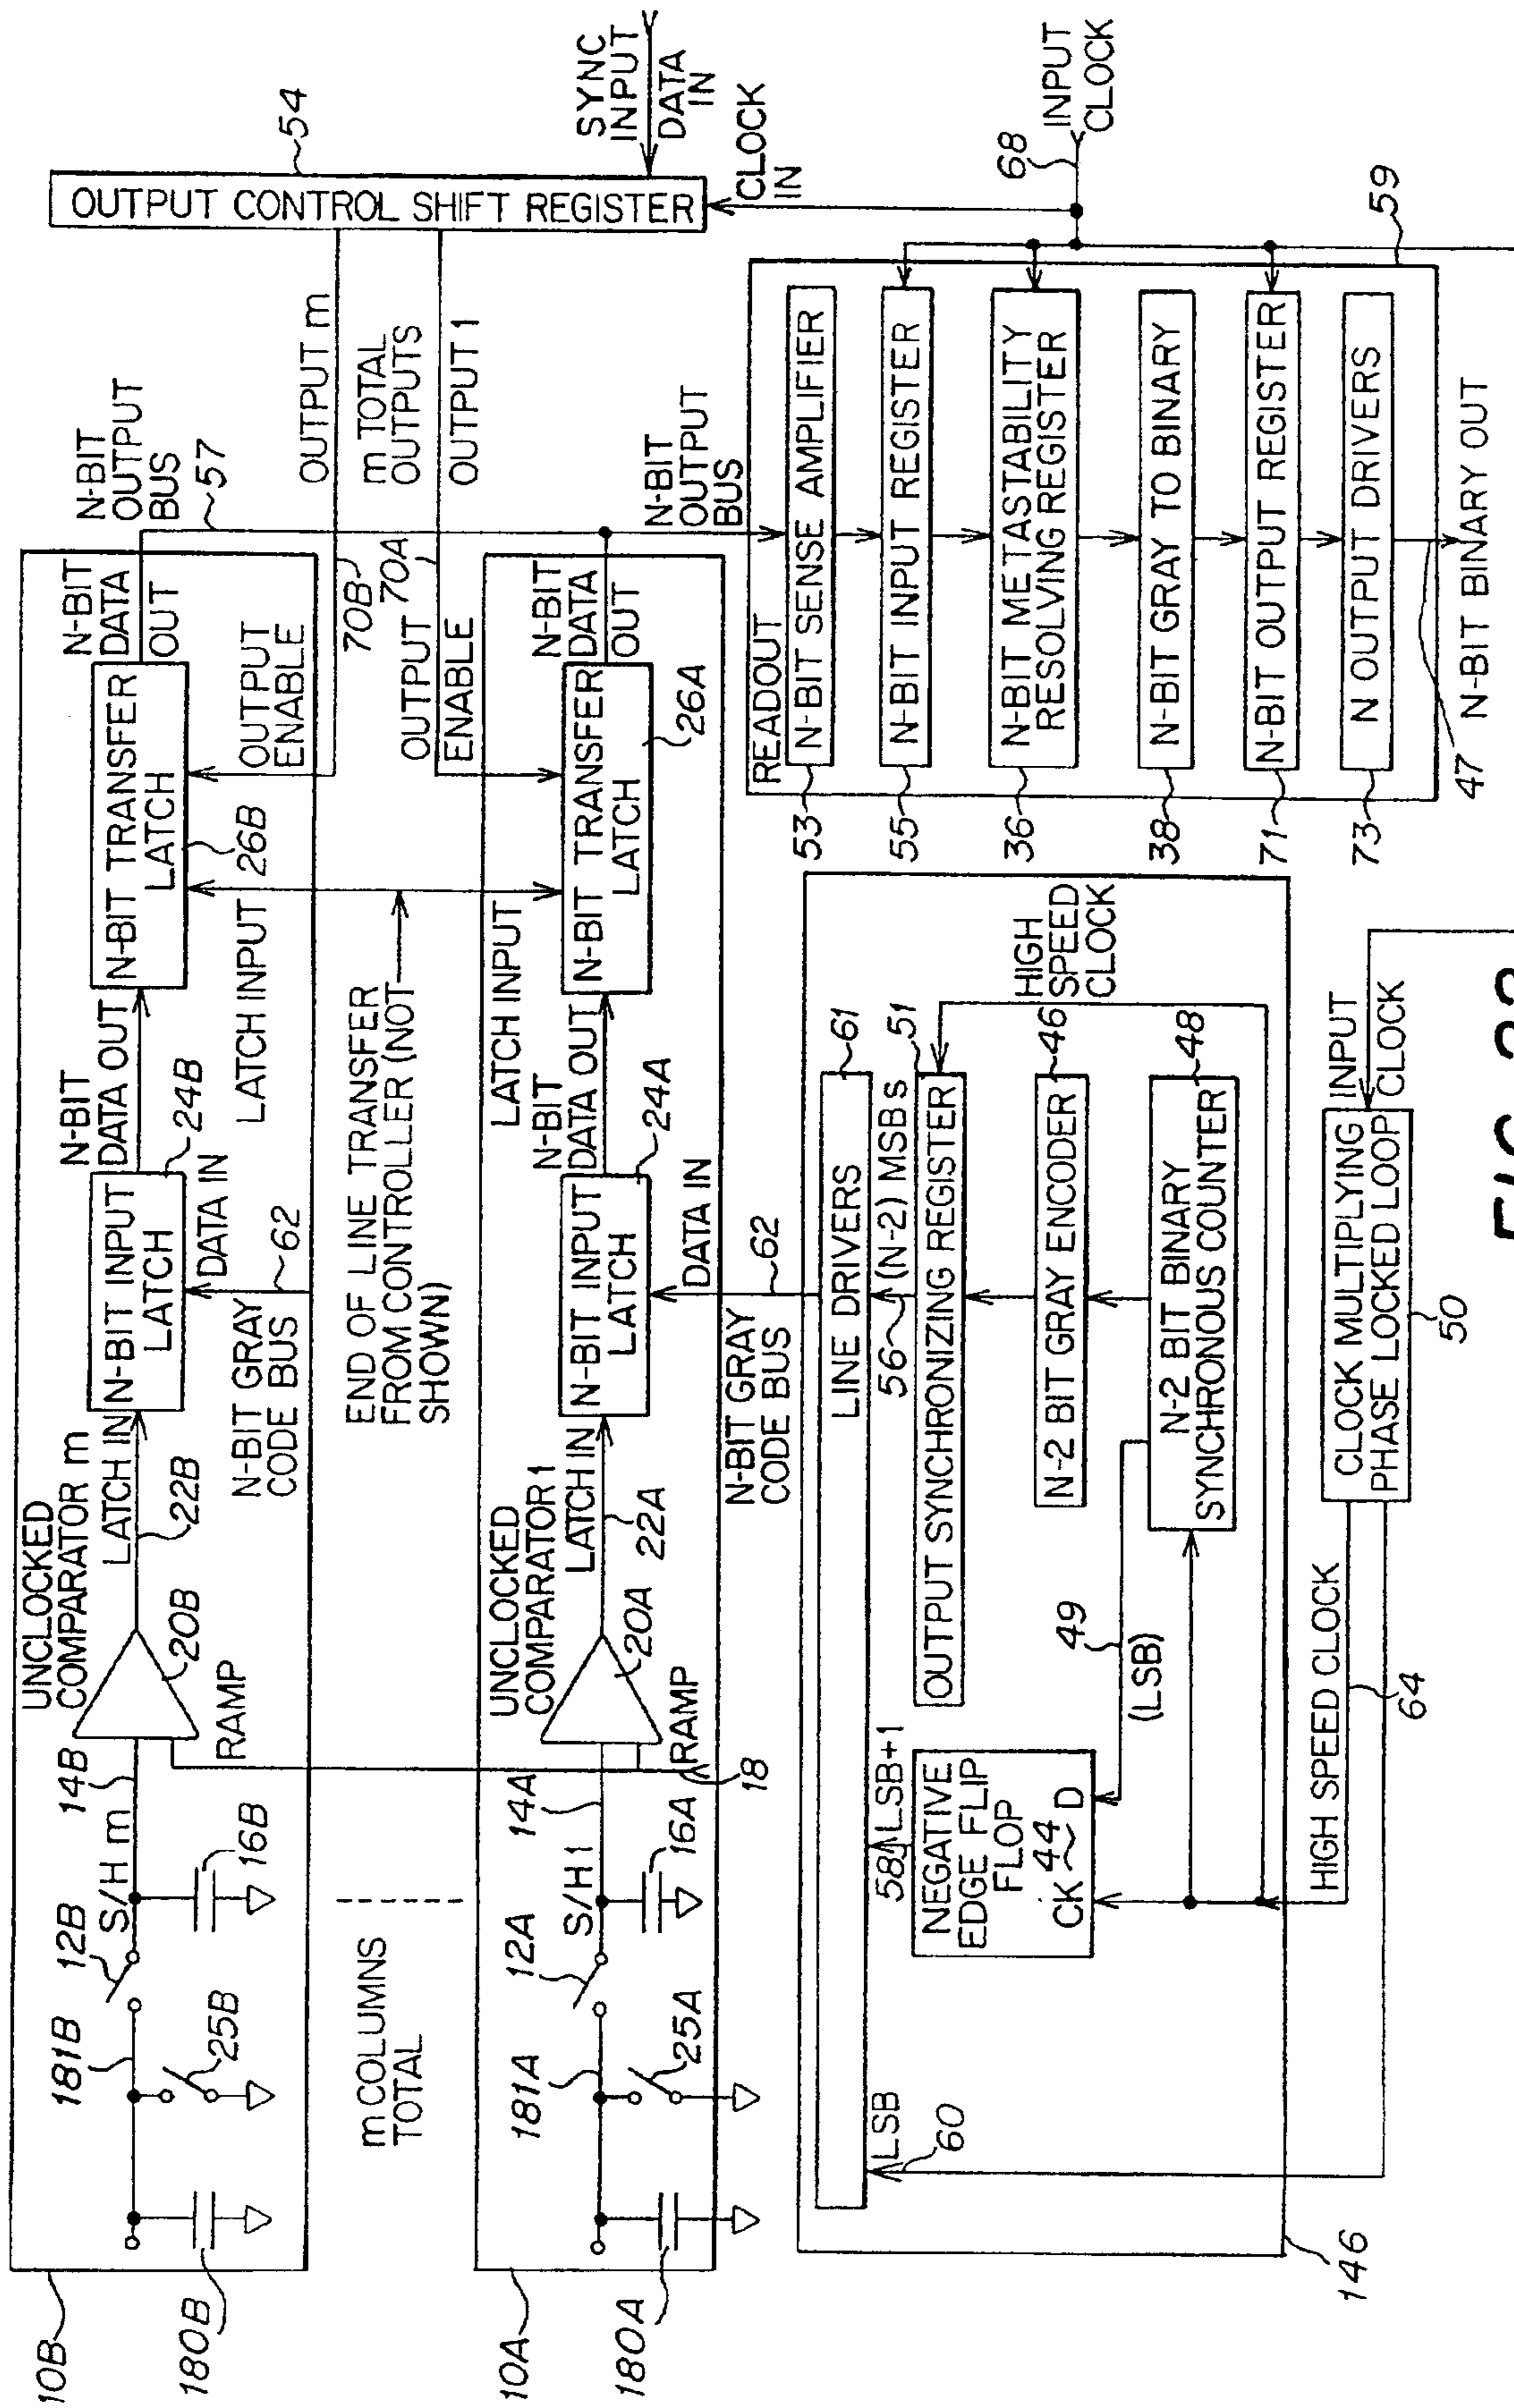 10B
180B
181B
25B
12B
S/H m
16B
14B
UNCLOCKED
COMPARATOR m
20B
RAMP
LATCH IN
22B
N-BIT INPUT
LATCH
24B
DATA IN
62
N-BIT GRAY
CODE BUS
N-BIT
DATA OUT
N-BIT TRANSFER
LATCH
26B
LATCH INPUT
OUTPUT
ENABLE
N-BIT
DATA
OUT
N-BIT
OUTPUT
BUS
57
m COLUMNS
TOTAL
END OF LINE TRANSFER
FROM CONTROLLER (NOT
SHOWN)
70B
70A
OUTPUT m
m TOTAL
OUTPUTS
OUTPUT 1
54
OUTPUT CONTROL SHIFT REGISTER
SYNC
INPUT
DATA
IN
CLOCK
IN
10A
180A
181A
25A
12A
S/H 1
16A
14A
18
UNCLOCKED
COMPARATOR 1
20A
RAMP
LATCH IN
22A
N-BIT INPUT
LATCH
24A
DATA IN
62
N-BIT GRAY
CODE BUS
N-BIT
DATA OUT
LATCH INPUT
N-BIT TRANSFER
LATCH
26A
OUTPUT
ENABLE
N-BIT
DATA
OUT
N-BIT
OUTPUT
BUS
LSB
60
LINE DRIVERS
61
58
LSB+1
56
(N-2) MSBs
NEGATIVE
EDGE FLIP
FLOP
44
CK
D
OUTPUT SYNCHRONIZING REGISTER
51
N-2 BIT GRAY ENCODER
46
N-2 BIT BINARY
SYNCHRONOUS COUNTER
48
49
(LSB)
HIGH
SPEED
CLOCK
146
HIGH SPEED CLOCK
64
CLOCK MULTIPLYING
PHASE LOCKED LOOP
50
INPUT
CLOCK
READOUT
53
N-BIT SENSE AMPLIFIER
55
N-BIT INPUT REGISTER
36
N-BIT METASTABILITY
RESOLVING REGISTER
38
N-BIT GRAY TO BINARY
71
N-BIT OUTPUT REGISTER
73
N OUTPUT DRIVERS
59
47
N-BIT BINARY OUT
68
INPUT
CLOCK